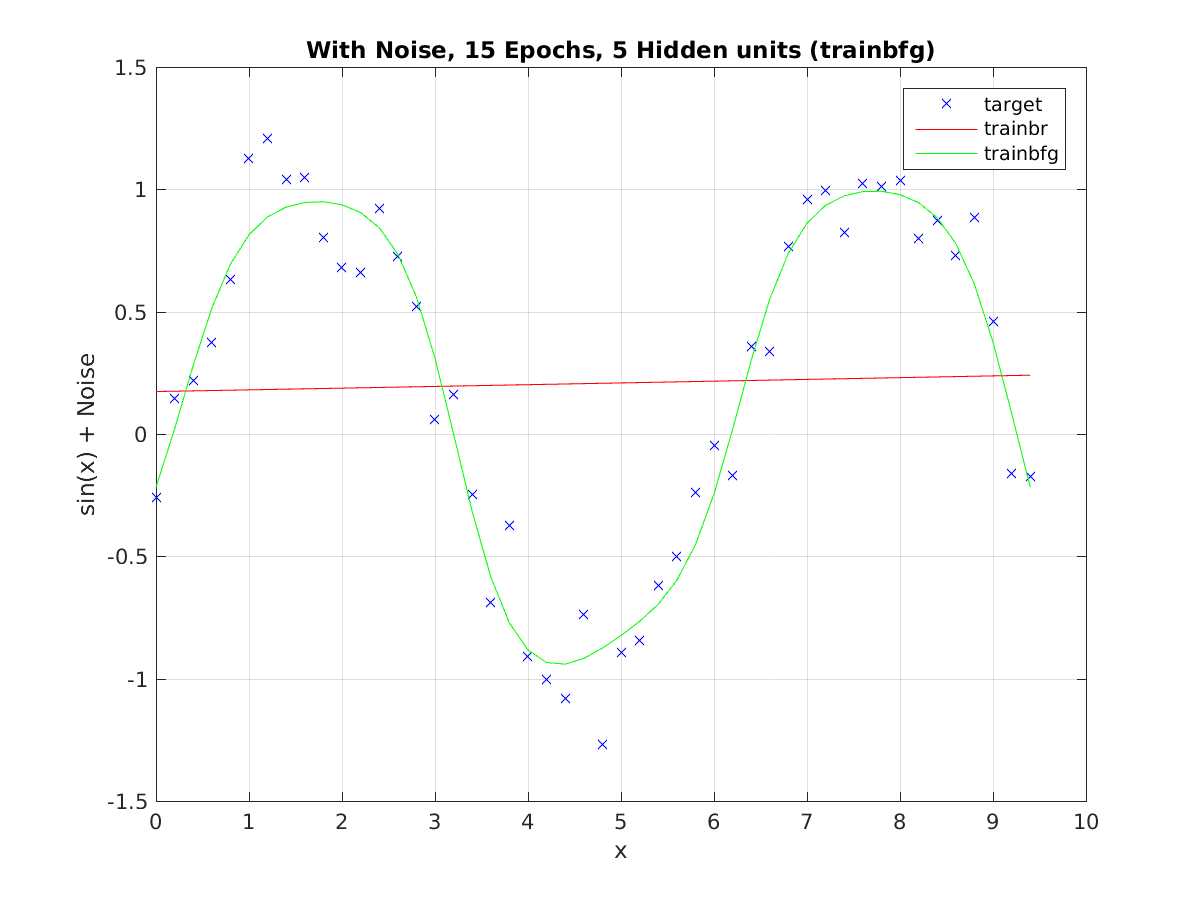 With Noise, 15 Epochs, 5 Hidden units (trainbfg)
1.5
1
0.5
0
-0.5
-1
-1.5
sin(x) + Noise
target
trainbr
trainbfg
0 1 2 3 4 5 6 7 8 9 10
x